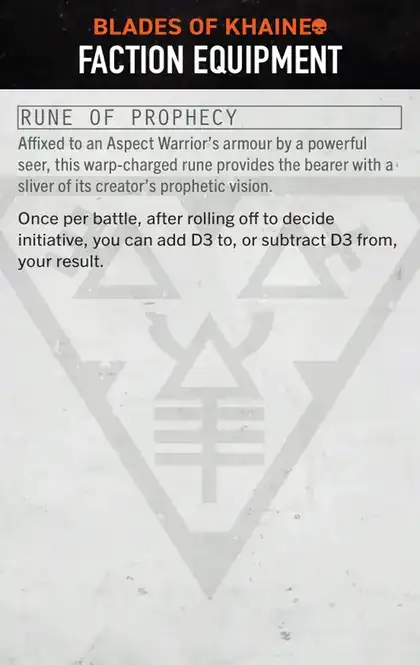 BLADES OF KHAINE
FACTION EQUIPMENT
RUNE OF PROPHECY
Affixed to an Aspect Warrior's armour by a powerful
seer, this warp-charged rune provides the bearer with a
sliver of its creator's prophetic vision.
Once per battle, after rolling off to decide
initiative, you can add D3 to, or subtract D3 from,
your result.